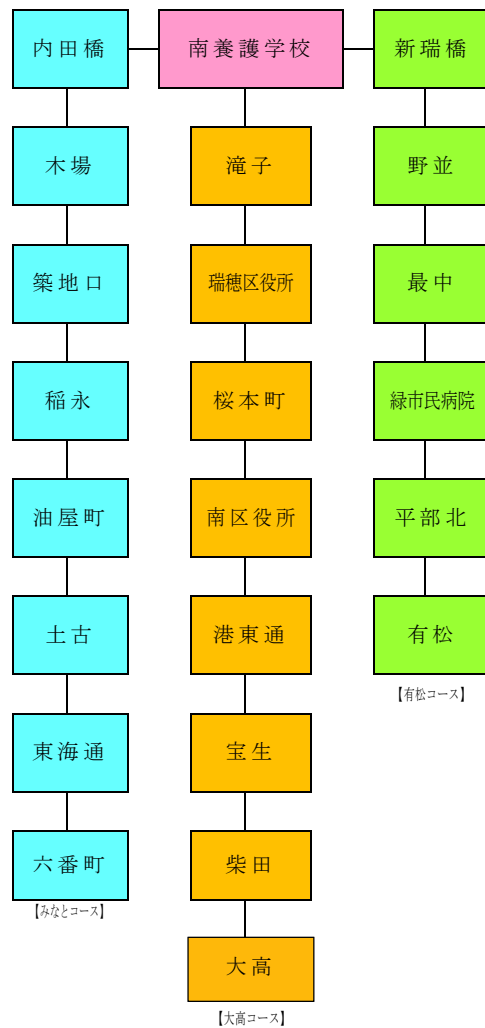 内田橋
南養護学校
新瑞橋
木場
滝子
野並
築地口
瑞穂区役所
最中
稲永
桜本町
緑市民病院
油屋町
南区役所
平部北
土古
港東通
有松
【有松コース】
東海通
宝生
六番町
柴田
【みなとコース】
大高
【大高コース】